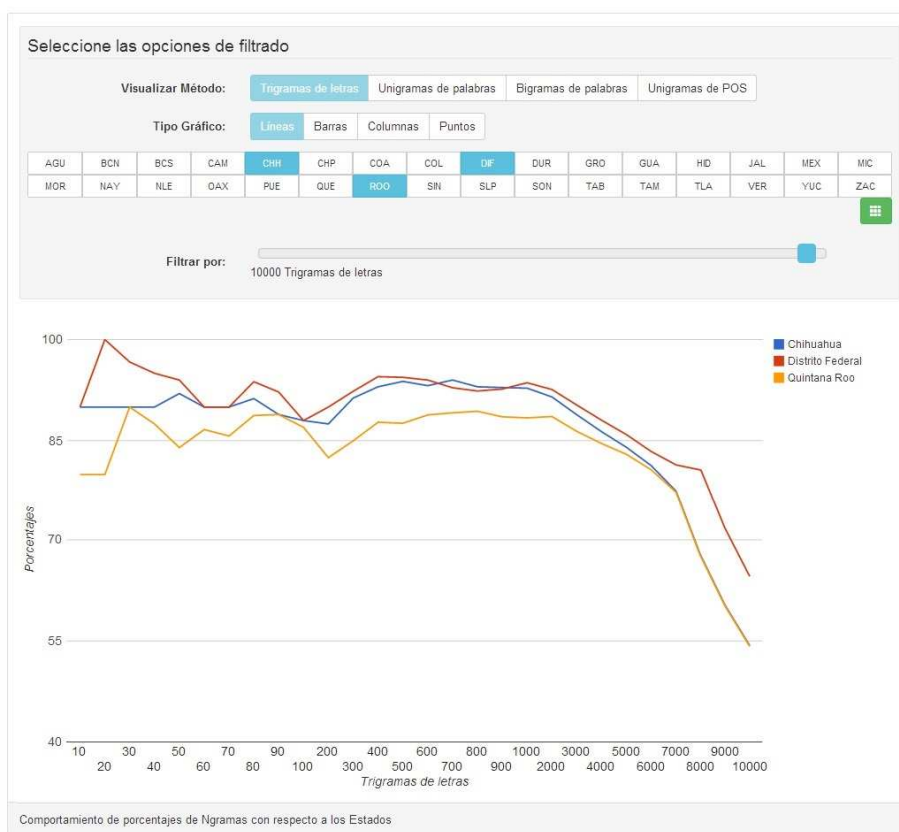 Seleccione las opciones de filtrado
Visualizar Método: Trigramas de letras Unigramas de palabras Bigramas de palabras Unigramas de POS
Tipo Gráfico: Líneas Barras Columnas Puntos
AGU BCN BCS CAM CHH CHP COA COL DIF DUR GRO GUA HID JAL MEX MIC
MOR NAY NLE OAX PUE QUE ROO SIN SLP SON TAB TAM TLA VER YUC ZAC
Filtrar por:
10000 Trigramas de letras
100
85
70
55
40
Porcentajes
Chihuahua
Distrito Federal
Quintana Roo
10 30 50 70 90 200 400 600 800 1000 3000 5000 7000 9000
20 40 60 80 100 300 500 700 900 2000 4000 6000 8000 10000
Trigramas de letras
Comportamiento de porcentajes de Ngramas con respecto a los Estados